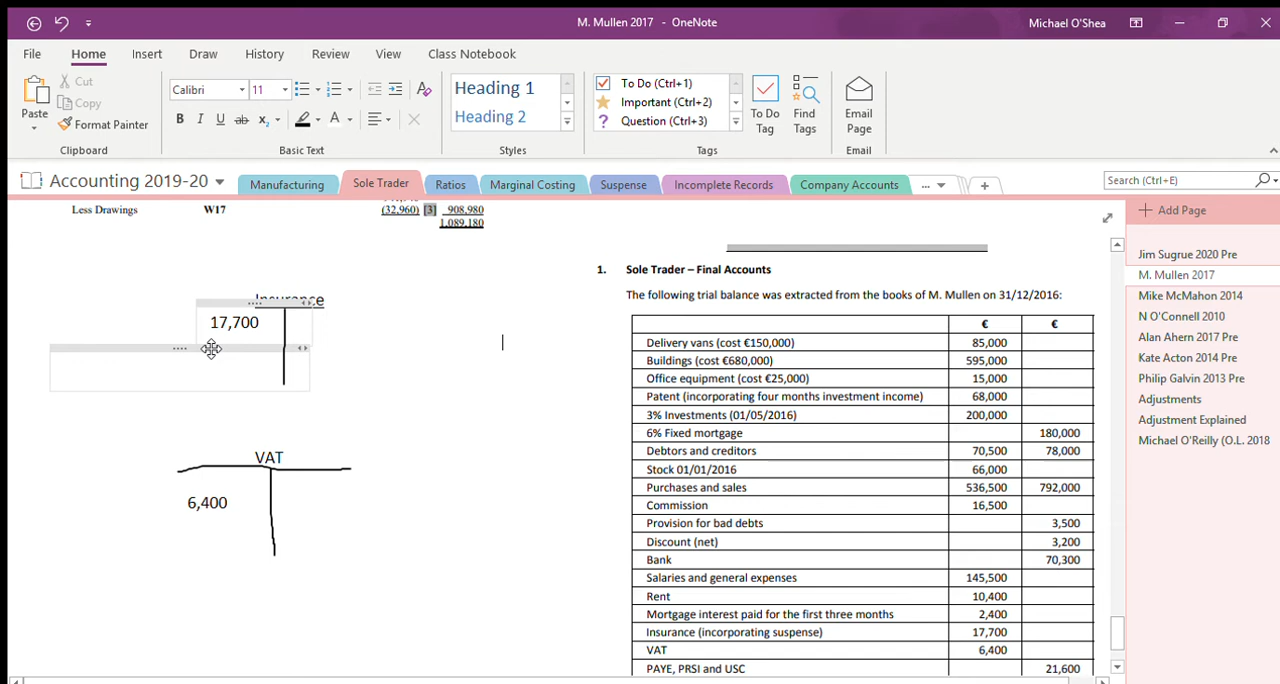 M. Mullen 2017 - OneNote
Michael O'Shea
File Home Insert Draw History Review View Class Notebook
Paste
Cut
Copy
Format Painter
Clipboard
Calibri 11
B I U ab x₂ A
Basic Text
Heading 1
Heading 2
Styles
To Do (Ctrl+1)
Important (Ctrl+2)
Question (Ctrl+3)
Tags
To Do Tag
Find Tags
Email Page
Email
Accounting 2019-20
Manufacturing Sole Trader Ratios Marginal Costing Suspense Incomplete Records Company Accounts ...
Search (Ctrl+E)
Less Drawings W17 (32,960) [3] 908,980
1,089,180
Insurance
17,700
VAT
6,400
1. Sole Trader – Final Accounts
The following trial balance was extracted from the books of M. Mullen on 31/12/2016:
€ €
Delivery vans (cost €150,000) 85,000
Buildings (cost €680,000) 595,000
Office equipment (cost €25,000) 15,000
Patent (incorporating four months investment income) 68,000
3% Investments (01/05/2016) 200,000
6% Fixed mortgage 180,000
Debtors and creditors 70,500 78,000
Stock 01/01/2016 66,000
Purchases and sales 536,500 792,000
Commission 16,500
Provision for bad debts 3,500
Discount (net) 3,200
Bank 70,300
Salaries and general expenses 145,500
Rent 10,400
Mortgage interest paid for the first three months 2,400
Insurance (incorporating suspense) 17,700
VAT 6,400
PAYE, PRSI and USC 21,600
Add Page
Jim Sugrue 2020 Pre
M. Mullen 2017
Mike McMahon 2014
N O'Connell 2010
Alan Ahern 2017 Pre
Kate Acton 2014 Pre
Philip Galvin 2013 Pre
Adjustments
Adjustment Explained
Michael O'Reilly (O.L. 2018